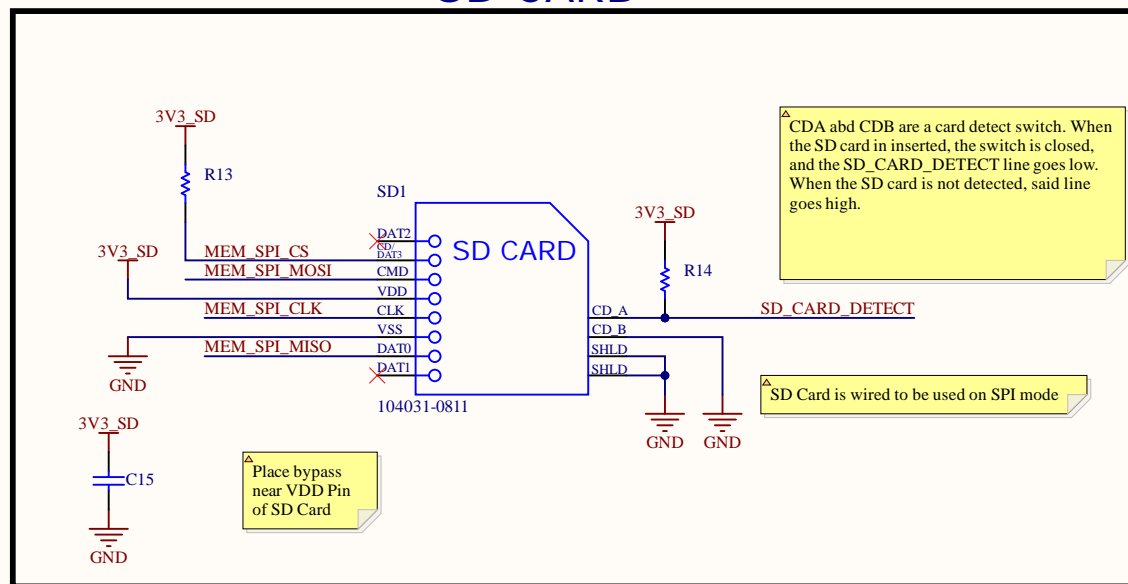 SD CARD
3V3_SD
R13
SD1
3V3_SD
MEM_SPI_CS
MEM_SPI_MOSI
MEM_SPI_CLK
MEM_SPI_MISO
GND
DAT2
CD/
DAT3
CMD
VDD
CLK
VSS
DAT0
DAT1
SD CARD
104031-0811
CD_A
CD_B
SHLD
SHLD
3V3_SD
R14
SD_CARD_DETECT
GND
GND
CDA abd CDB are a card detect switch. When
the SD card in inserted, the switch is closed,
and the SD_CARD_DETECT line goes low.
When the SD card is not detected, said line
goes high.
SD Card is wired to be used on SPI mode
3V3_SD
C15
GND
Place bypass
near VDD Pin
of SD Card